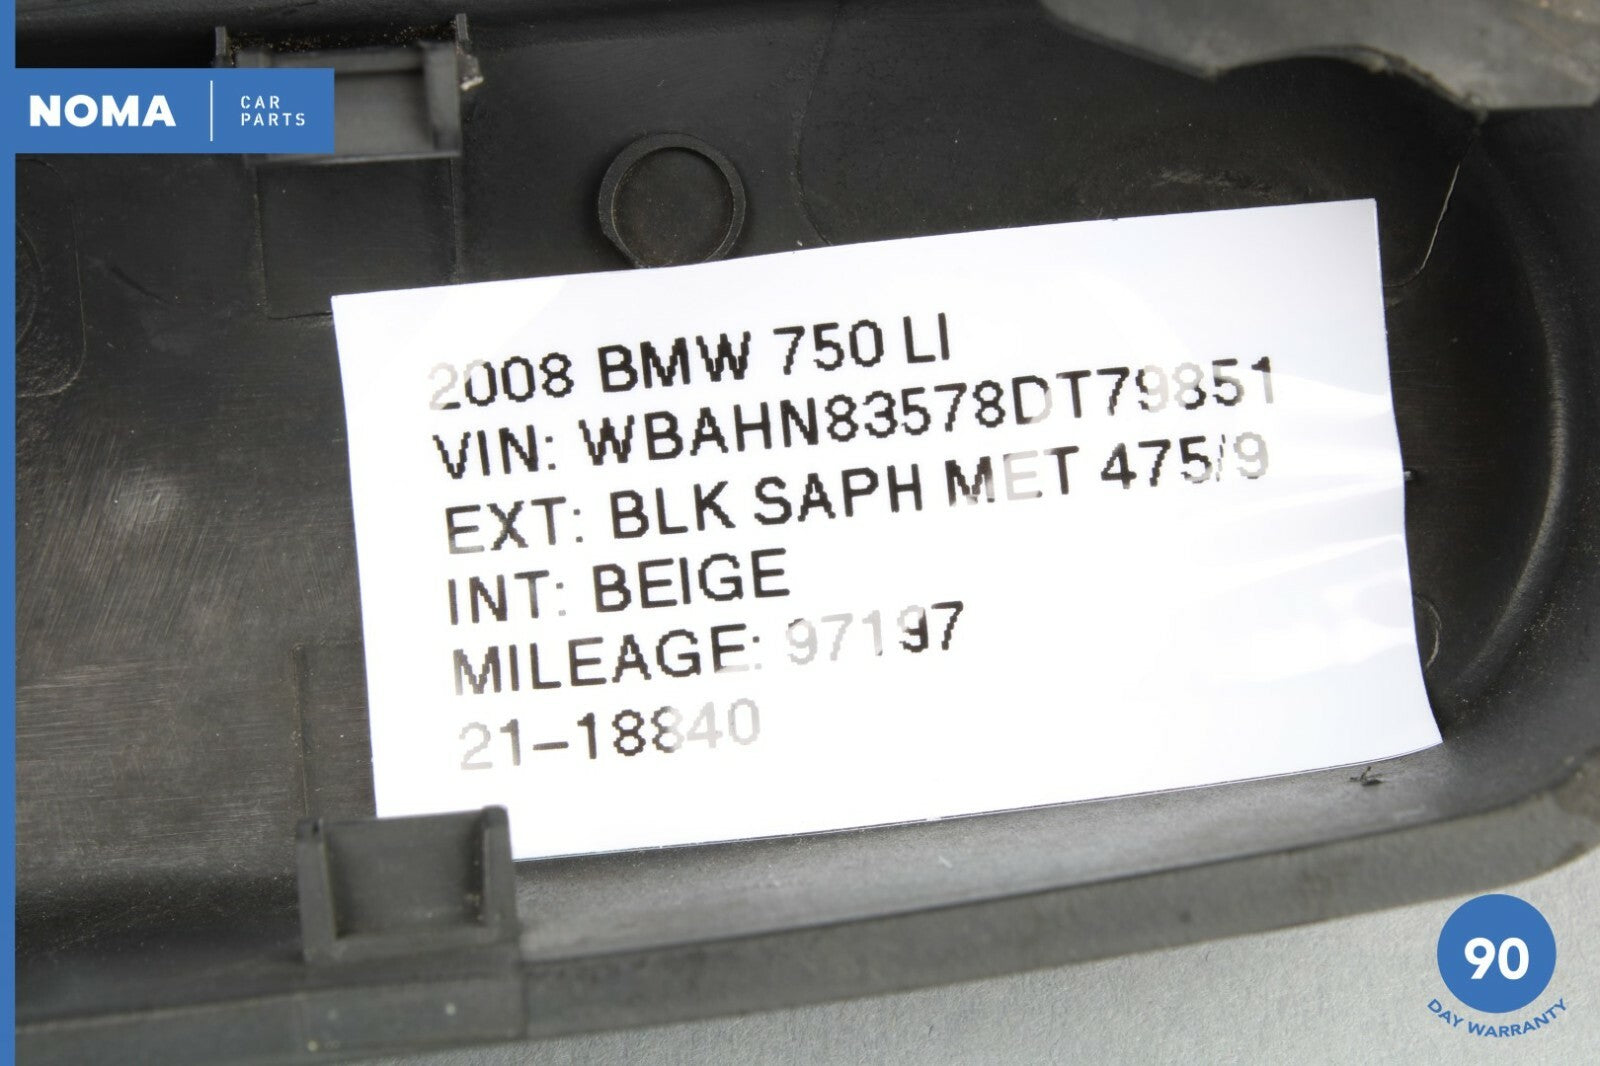 NOMA
CAR
PARTS
2008 BMW 750 LI
VIN: WBAHN83578DT79851
EXT: BLK SAPH MET 475/9
INT: BEIGE
MILEAGE: 97197
21-18840
90
DAY WARRANTY